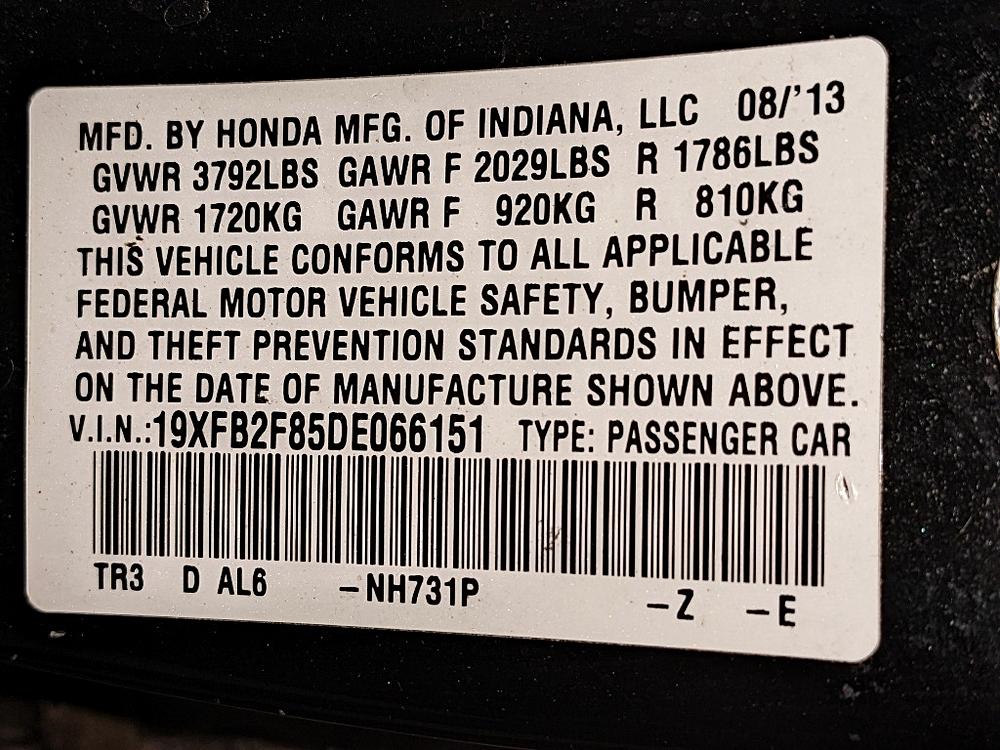 MFD. BY HONDA MFG. OF INDIANA, LLC 08/'13
GVWR 3792LBS GAWR F 2029LBS R 1786LBS
GVWR 1720KG GAWR F 920KG R 810KG
THIS VEHICLE CONFORMS TO ALL APPLICABLE
FEDERAL MOTOR VEHICLE SAFETY, BUMPER,
AND THEFT PREVENTION STANDARDS IN EFFECT
ON THE DATE OF MANUFACTURE SHOWN ABOVE.
V.I.N.:19XFB2F85DE066151 TYPE: PASSENGER CAR
TR3 D AL6 –NH731P –Z –E